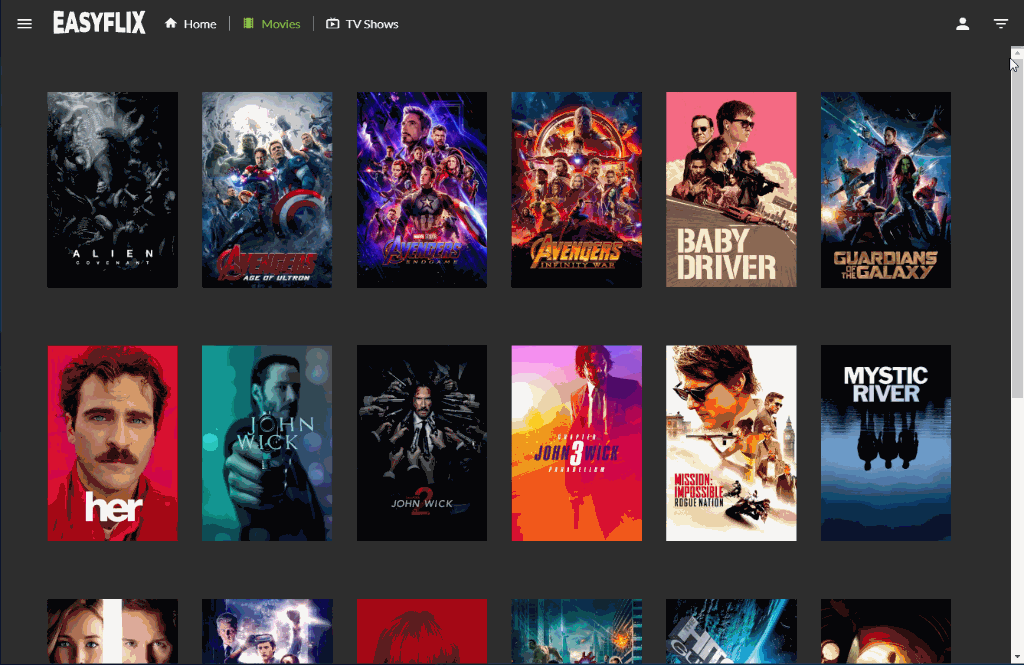 EASYFLIX Home Movies TV Shows
ALIEN
COVENANT
AVENGERS
AGE OF ULTRON
AVENGERS
ENDGAME
AVENGERS
INFINITY WAR
BABY
DRIVER
GUARDIANS
OF THE GALAXY
her
JOHN
WICK
JOHN WICK
2
CHAPTER
JOHN 3 WICK
PARABELLUM
MISSION:
IMPOSSIBLE
ROGUE NATION
MYSTIC
RIVER